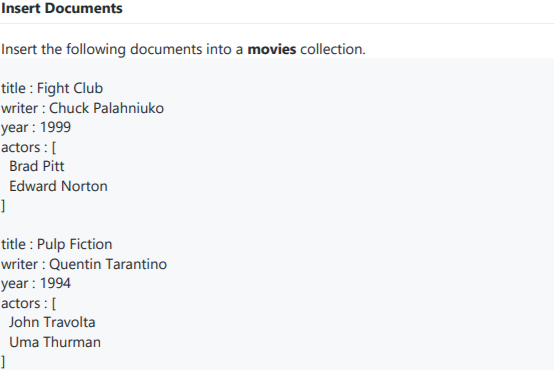 Insert Documents
Insert the following documents into a movies collection.
title : Fight Club
writer : Chuck Palahniuko
year : 1999
actors : [
Brad Pitt
Edward Norton
]
title : Pulp Fiction
writer : Quentin Tarantino
year : 1994
actors : [
John Travolta
Uma Thurman
]